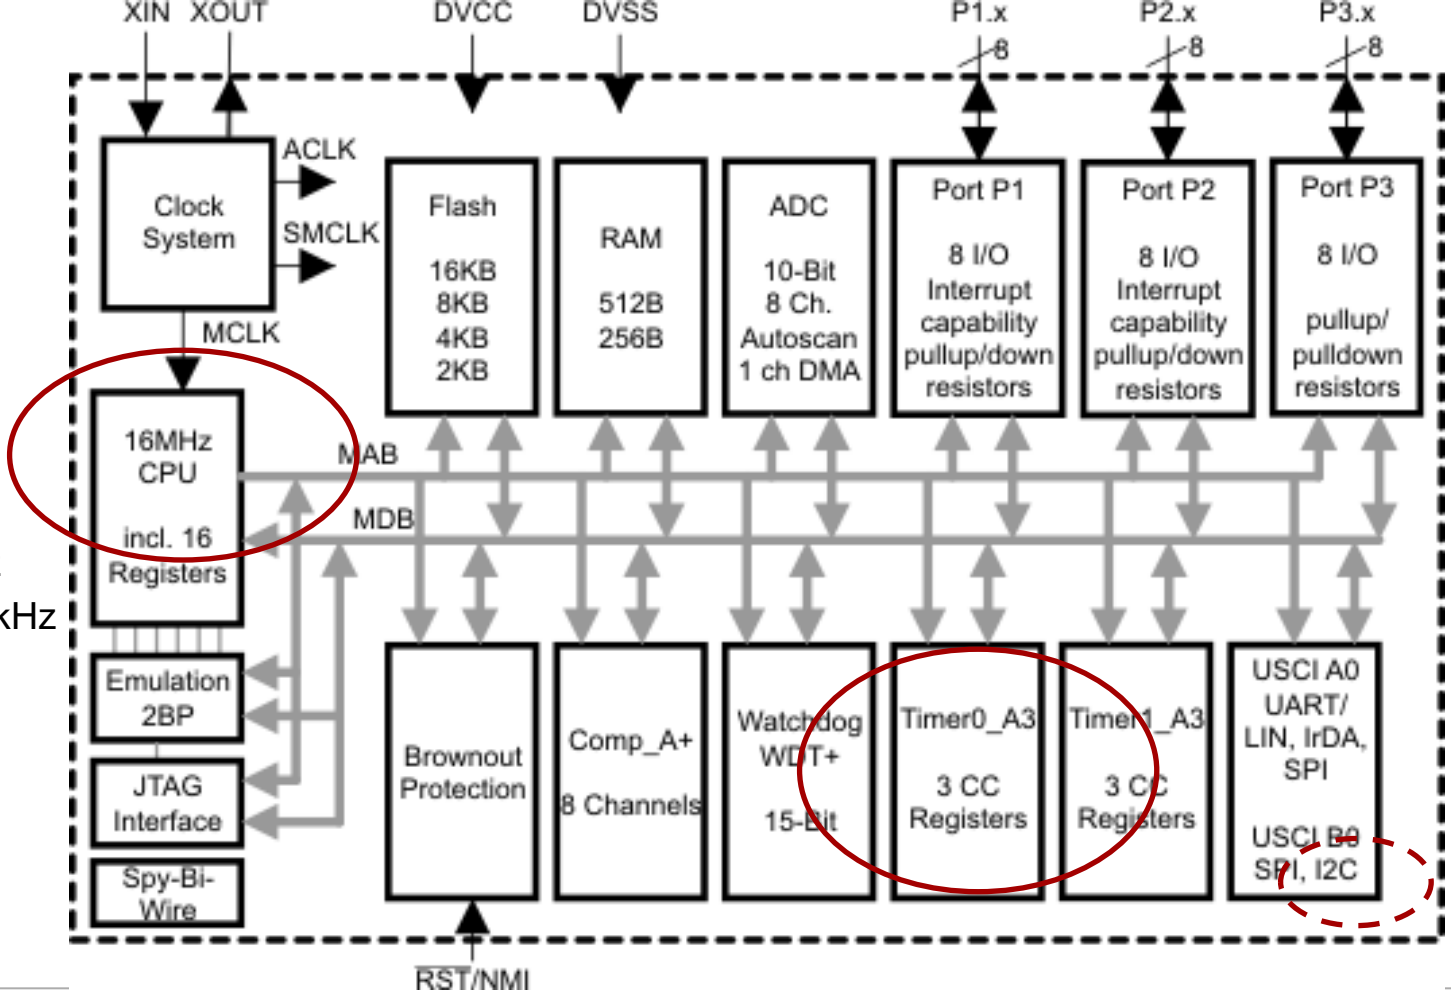 XIN XOUT DVCC DVSS P1.x P2.x P3.x
8 8 8
Clock
System
ACLK
SMCLK
MCLK
Flash
16KB
8KB
4KB
2KB
RAM
512B
256B
ADC
10-Bit
8 Ch.
Autoscan
1 ch DMA
Port P1
8 I/O
Interrupt
capability
pullup/down
resistors
Port P2
8 I/O
Interrupt
capability
pullup/down
resistors
Port P3
8 I/O
pullup/
pulldown
resistors
16MHz
CPU
incl. 16
Registers
MAB
MDB
kHz
Emulation
2BP
JTAG
Interface
Spy-Bi-
Wire
Brownout
Protection
Comp_A+
8 Channels
Watchdog
WDT+
15-Bit
Timer0_A3
3 CC
Registers
Timer1_A3
3 CC
Registers
USCI A0
UART/
LIN, IrDA,
SPI
USCI B0
SPI, I2C
RST/NMI